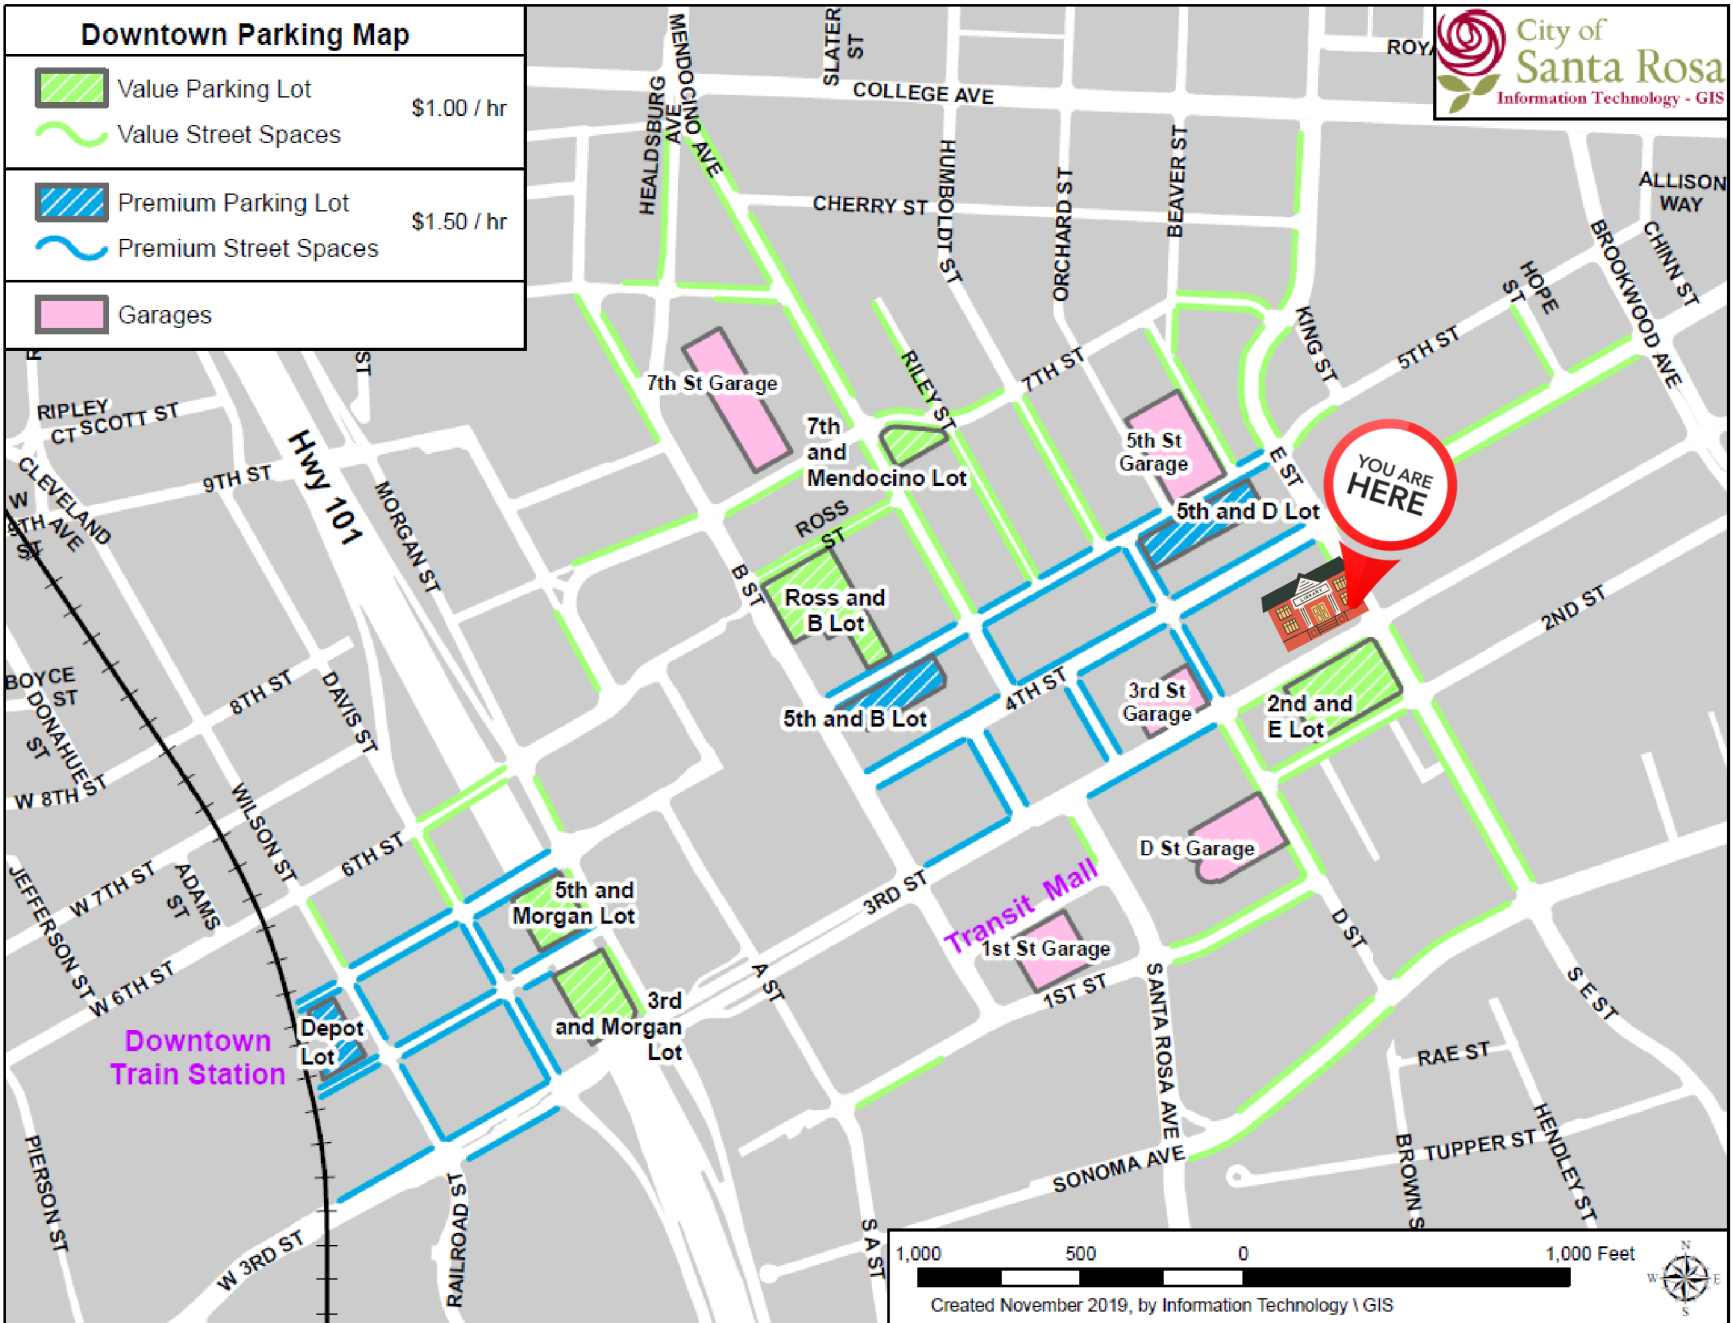 Downtown Parking Map
Value Parking Lot
$1.00 / hr
Value Street Spaces
Premium Parking Lot
$1.50 / hr
Premium Street Spaces
Garages
City of
Santa Rosa
Information Technology - GIS
MENDOCINO AVE
SLATER
ST
COLLEGE AVE
HEALDSBURG
AVE
HUMBOLDT ST
ORCHARD ST
BEAVER ST
CHERRY ST
ALLISON
WAY
BROOKWOOD AVE
CHINN ST
HOPE
ST
KING ST
5TH ST
7TH ST
RILEY ST
7th St Garage
7th
and
Mendocino Lot
5th St
Garage
E ST
YOU ARE
HERE
5th and D Lot
LIBRARY
RIPLEY
CT
SCOTT ST
ST
9TH ST
Hwy 101
CLEVELAND
AVE
W
9TH
ST
MORGAN ST
ROSS
ST
B ST
Ross and
B Lot
2ND ST
BOYCE
ST
DONAHUE
ST
8TH ST
DAVIS ST
5th and B Lot
4TH ST
3rd St
Garage
2nd and
E Lot
W 8TH ST
WILSON ST
6TH ST
D St Garage
W 7TH ST
ADAMS
ST
JEFFERSON ST
W 6TH ST
5th and
Morgan Lot
3RD ST
Transit Mall
1st St Garage
1ST ST
D ST
A ST
S E ST
SANTA ROSA AVE
3rd
and Morgan
Lot
Depot
Lot
Downtown
Train Station
RAE ST
HENDLEY ST
TUPPER ST
BROWN S
SONOMA AVE
PIERSON ST
W 3RD ST
RAILROAD ST
S A ST
1,000 500 0 1,000 Feet
Created November 2019, by Information Technology \ GIS
N
W E
S